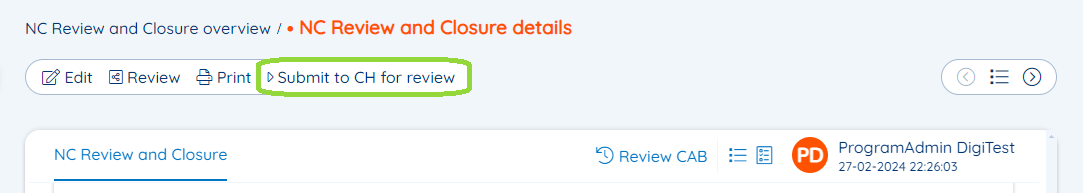 NC Review and Closure overview / • NC Review and Closure details
Edit Review Print Submit to CH for review
NC Review and Closure
Review CAB
PD
ProgramAdmin DigiTest
27-02-2024 22:26:03